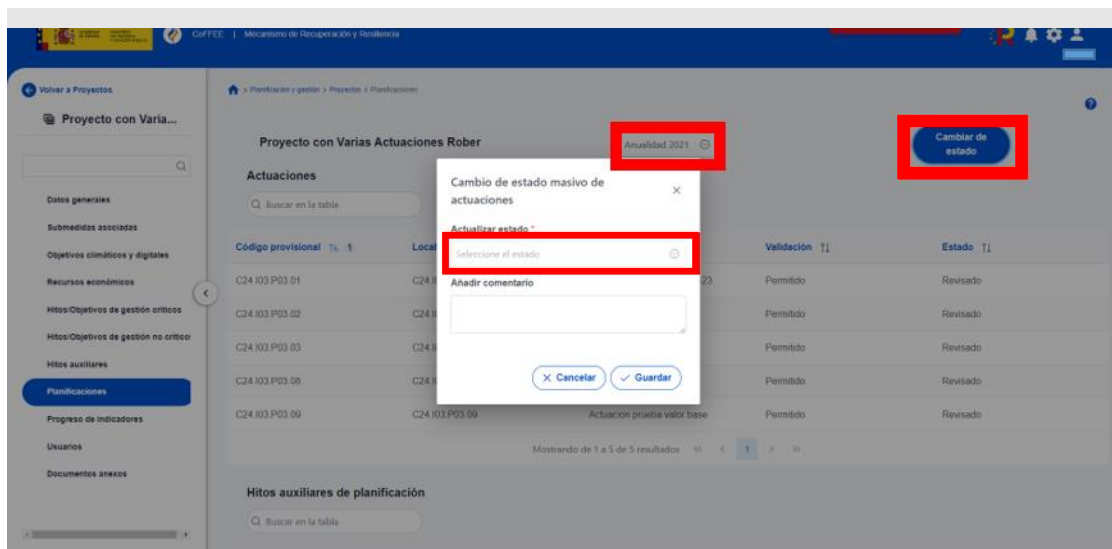 CoFFEE | Mecanismo de Recuperación y Resiliencia
Volver a Proyectos
> Planificación y gestión > Proyectos > Planificaciones
Proyecto con Varia...
Proyecto con Varias Actuaciones Rober
Anualidad 2021
Cambiar de
estado
Actuaciones
Buscar en la tabla
Cambio de estado masivo de
actuaciones
Actualizar estado *
Seleccione el estado
Añadir comentario
Cancelar
Guardar
Datos generales
Submedidas asociadas
Objetivos climáticos y digitales
Recursos económicos
Hitos/Objetivos de gestión críticos
Hitos/Objetivos de gestión no crítico
Hitos auxiliares
Planificaciones
Progreso de indicadores
Usuarios
Documentos anexos
Código provisional
Validación
Estado
C24.I03.P03.01 Permitido Revisado
C24.I03.P03.02 Permitido Revisado
C24.I03.P03.03 Permitido Revisado
C24.I03.P03.08 Permitido Revisado
C24.I03.P03.09 C24.I03.P03.09 Actuacion prueba valor base Permitido Revisado
Mostrando de 1 a 5 de 5 resultados 1
Hitos auxiliares de planificación
Buscar en la tabla